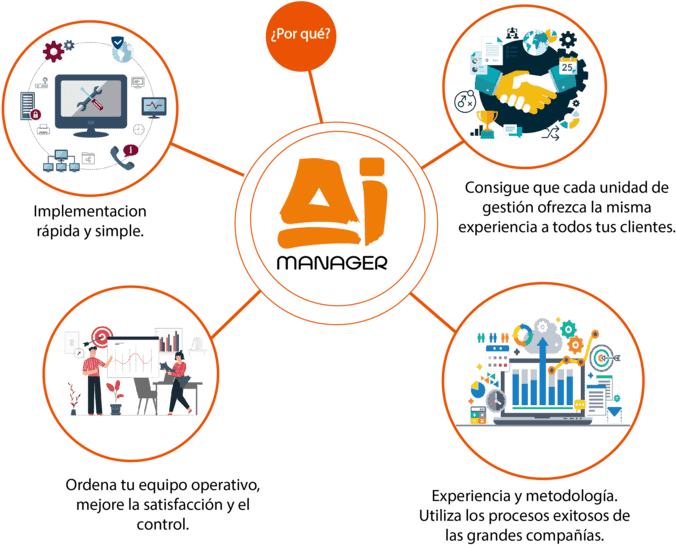 ¿Por qué?
25
Ai
MANAGER
Implementacion
rápida y simple.
Consigue que cada unidad de
gestión ofrezca la misma
experiencia a todos tus clientes.
Ordena tu equipo operativo,
mejore la satisfacción y el
control.
Experiencia y metodología.
Utiliza los procesos exitosos de
las grandes compañías.